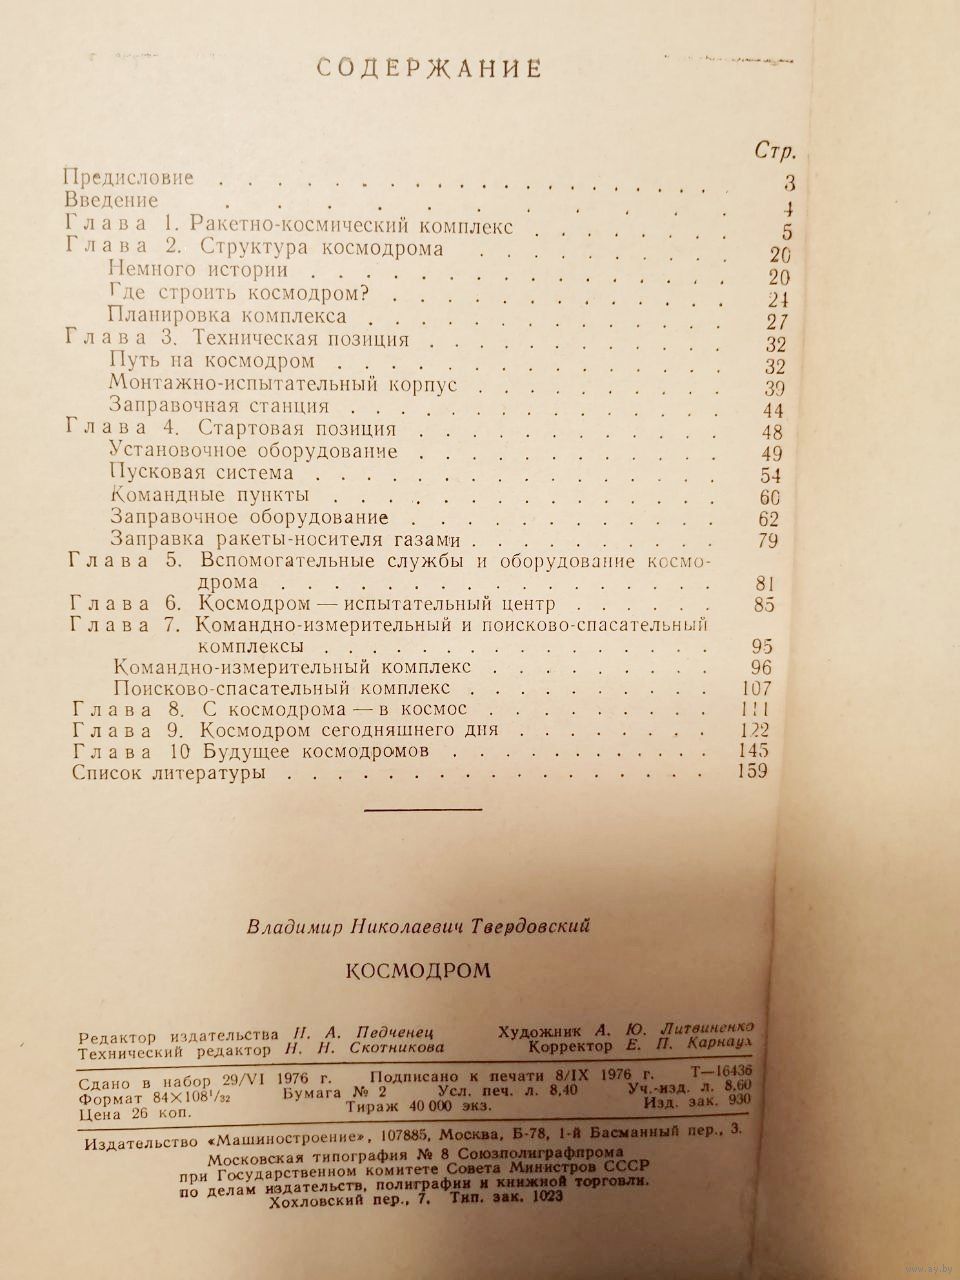 СОДЕРЖАНИЕ
Стр.
Предисловие . . . . . . . . . . . . . . . . . 3
Введение . . . . . . . . . . 4
Глава 1. Ракетно-космический комплекс . . . . . . . 5
Глава 2. Структура космодрома . . . . . . . . . 20
Немного истории . . . . . . . . . . . . . . . 20
Где строить космодром? . . . . . . . . . . . . 24
Планировка комплекса . . . . . . . . . . . . . 27
Глава 3. Техническая позиция . . . . . . . . . . . 32
Путь на космодром . . . . . . . . . . . . . . 32
Монтажно-испытательный корпус . . . . . . . . . . 39
Заправочная станция . . . . . . . . . . . . . . 44
Глава 4. Стартовая позиция . . . . . . . . . . . 48
Установочное оборудование . . . . . . . . . . . 49
Пусковая система . . . . . . . . . . . . . . . 54
Командные пункты . . . . . . . . . . . . . . 60
Заправочное оборудование . . . . . . . . . . . . 62
Заправка ракеты-носителя газами . . . . . . . . . . 79
Глава 5. Вспомогательные службы и оборудование космо-
дрома . . . . . . . . . . . . . . . . . 81
Глава 6. Космодром — испытательный центр . . . . . . 85
Глава 7. Командно-измерительный и поисково-спасательный
комплексы . . . . . . . . . . . . . . . . 95
Командно-измерительный комплекс . . . . . . . . . 96
Поисково-спасательный комплекс . . . . . . . . . . 107
Глава 8. С космодрома — в космос . . . . . . . . . 111
Глава 9. Космодром сегодняшнего дня . . . . . . . . 122
Глава 10 Будущее космодромов . . . . . . . . . . 145
Список литературы . . . . . . . . . . . . . . . . . 159
Владимир Николаевич Твердовский
КОСМОДРОМ
Редактор издательства И. А. Педченец Художник А. Ю. Литвиненко
Технический редактор Н. Н. Скотникова Корректор Е. П. Карнаух
Сдано в набор 29/VI 1976 г. Подписано к печати 8/IX 1976 г. Т—16436
Формат 84×108 1/32 Бумага № 2 Усл. печ. л. 8,40 Уч.-изд. л. 8,60
Цена 26 коп. Тираж 40 000 экз. Изд. зак. 930
Издательство «Машиностроение», 107885, Москва, Б-78, 1-й Басманный пер., 3.
Московская типография № 8 Союзполиграфпрома
при Государственном комитете Совета Министров СССР
по делам издательств, полиграфии и книжной торговли.
Хохловский пер., 7. Тип. зак. 1023
www.ay.by